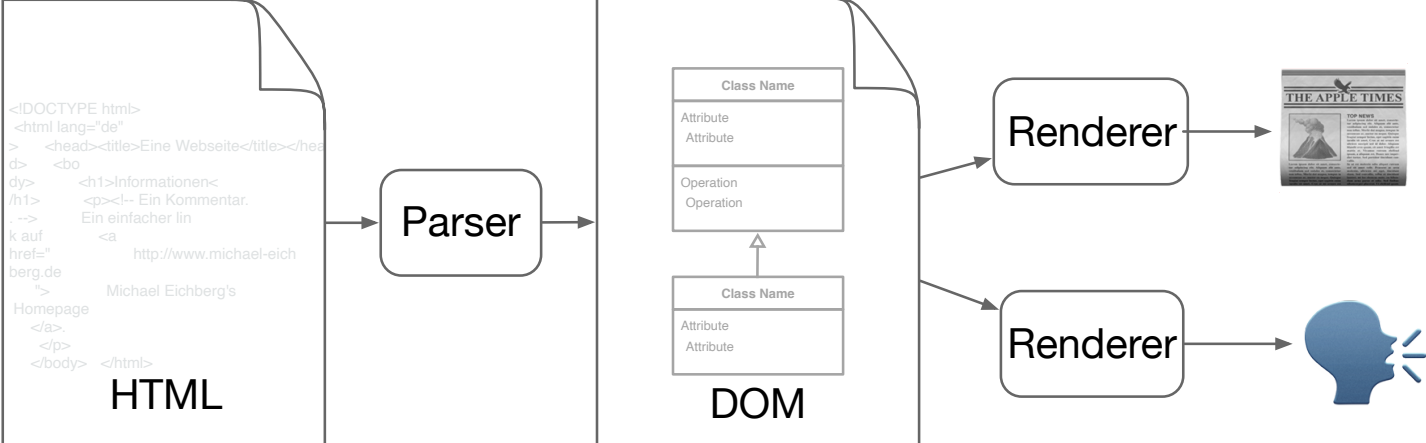 <!DOCTYPE html>
<html lang="de"
> <head><title>Eine Webseite</title></hea
d> <bo
dy> <h1>Informationen<
/h1> <p><!-- Ein Kommentar.
. --> Ein einfacher lin
k auf <a
href=" http://www.michael-eich
berg.de
"> Michael Eichberg's
Homepage
</a>.
</p>
</body> </html>
HTML
Parser
Class Name
Attribute
Attribute
Operation
Operation
Class Name
Attribute
Attribute
DOM
Renderer
THE APPLE TIMES
TOP NEWS
Renderer